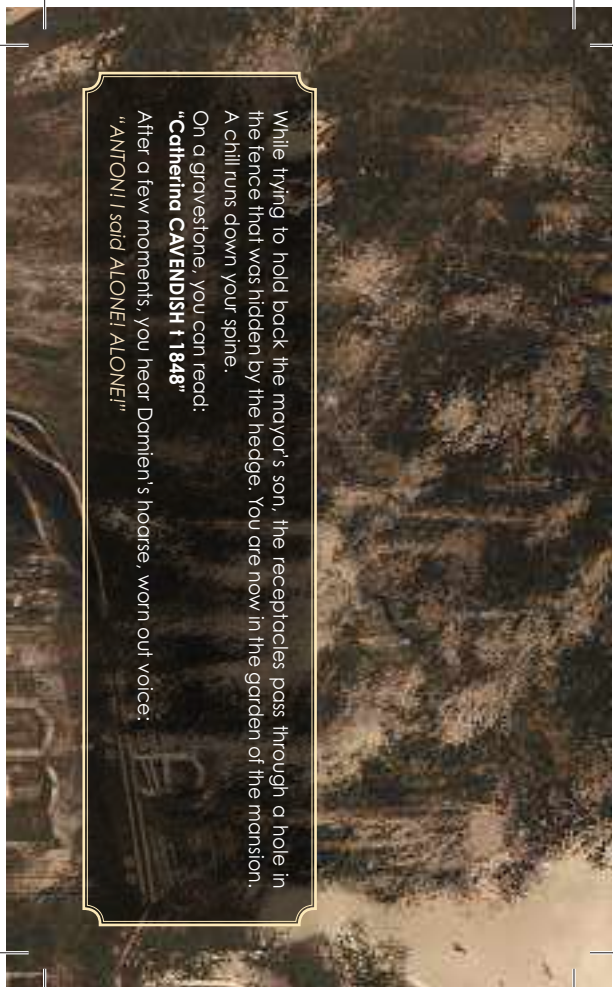 While trying to hold back the mayor's son, the receptacles pass through a hole in
the fence that was hidden by the hedge. You are now in the garden of the mansion.
A chill runs down your spine.
On a gravestone, you can read:
"Catherina CAVENDISH † 1848"
After a few moments, you hear Damien's hoarse, worn out voice:
"ANTON! I said ALONE! ALONE!"